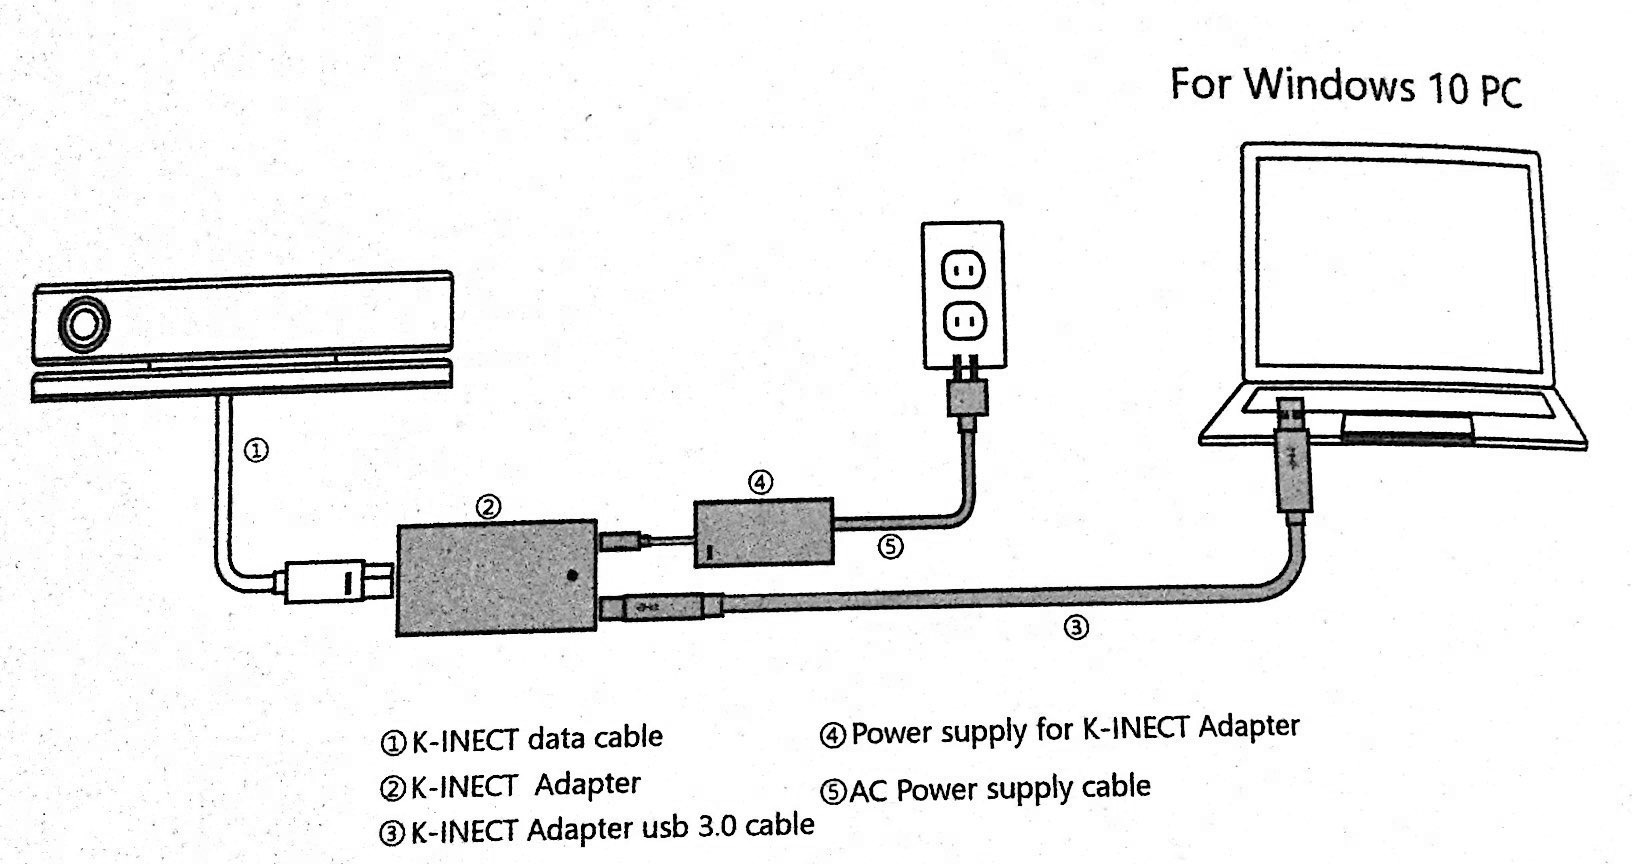 For Windows 10 PC
①
②
④
⑤
③
①K-INECT data cable
②K-INECT Adapter
③K-INECT Adapter usb 3.0 cable
④Power supply for K-INECT Adapter
⑤AC Power supply cable